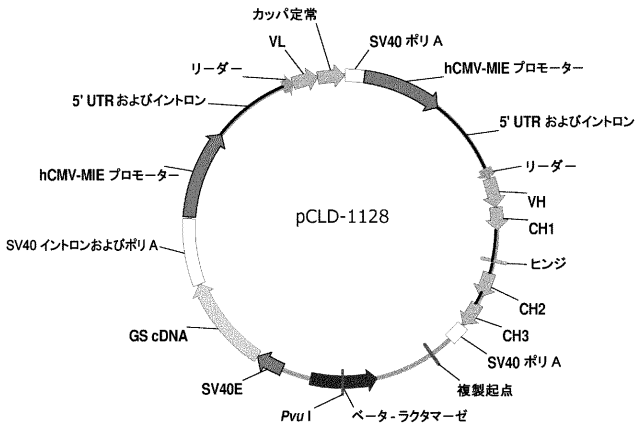 カッパ定常
VL
SV40 ポリ A
リーダー
hCMV-MIE プロモーター
5' UTR およびイントロン
5' UTR およびイントロン
リーダー
hCMV-MIE プロモーター
VH
pCLD-1128
CH1
SV40 イントロンおよびポリ A
ヒンジ
CH2
GS cDNA
CH3
SV40 ポリ A
SV40E
複製起点
Pvu I
ベータ - ラクタマーゼ